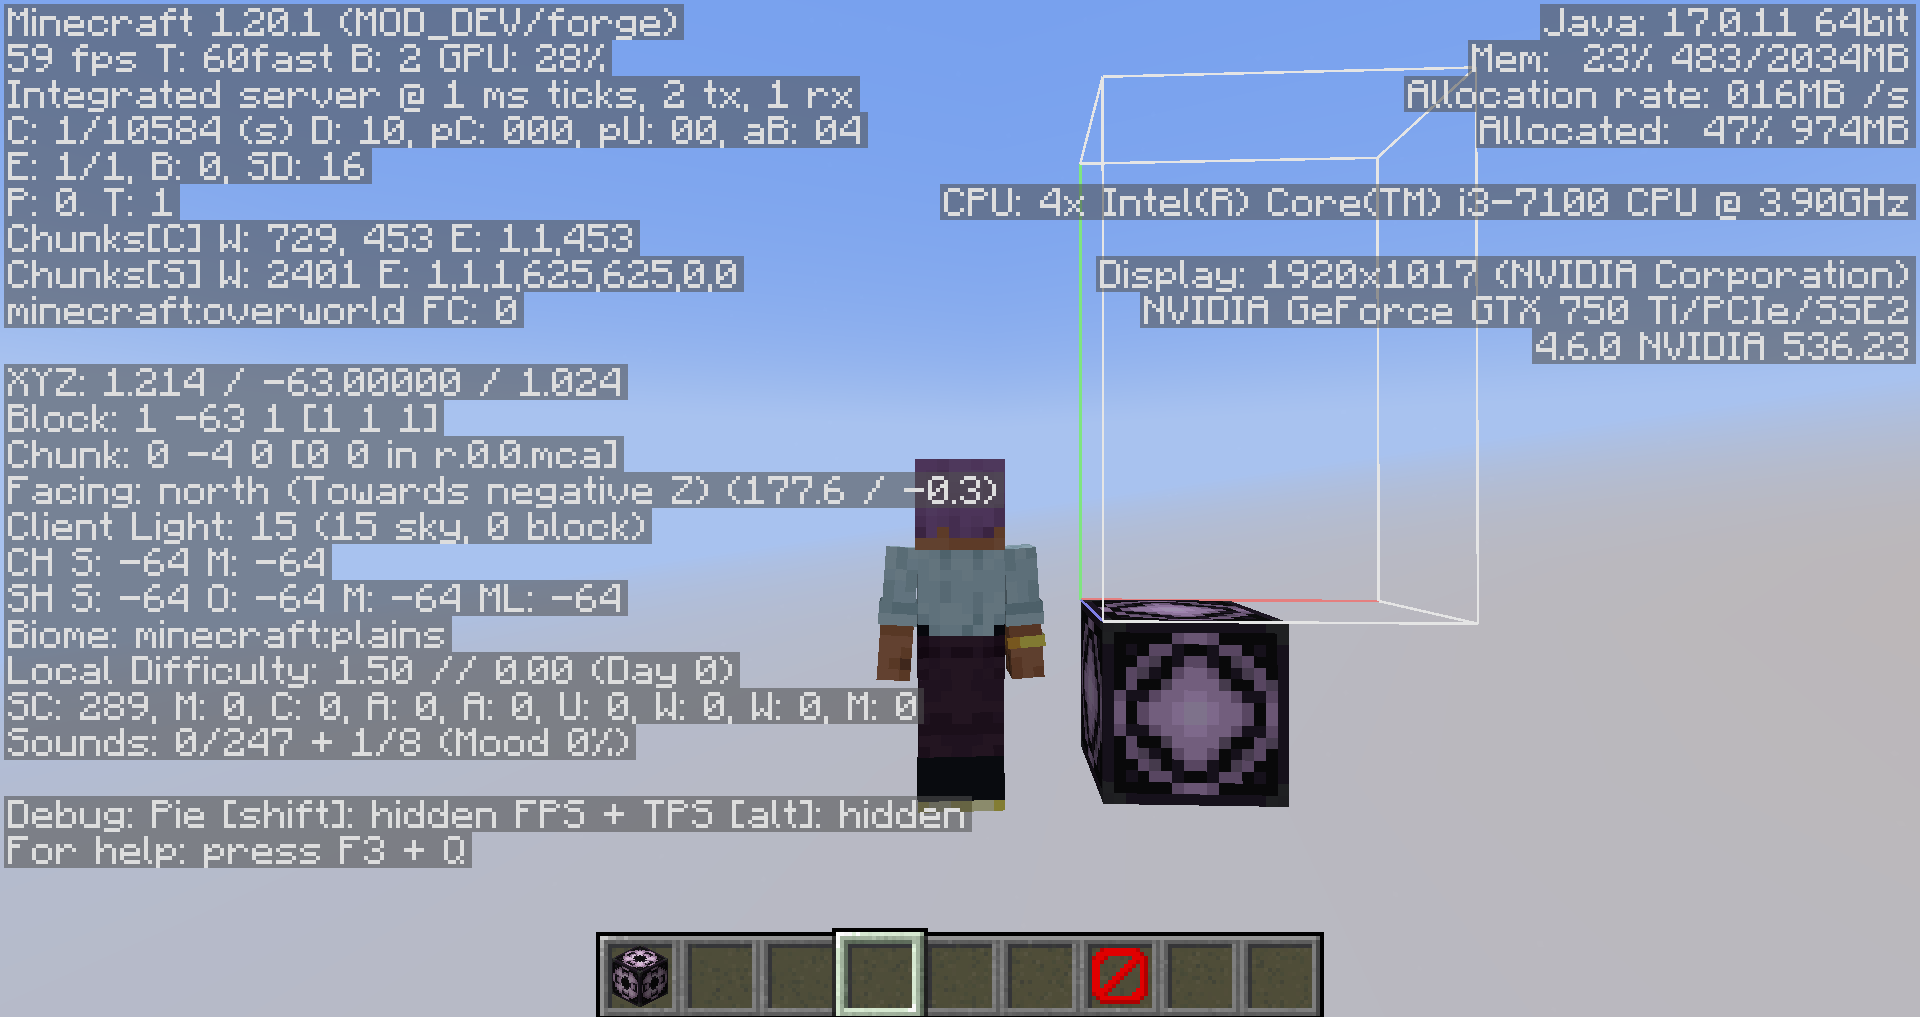 Minecraft 1.20.1 (MOD_DEV/forge)
59 fps T: 60fast B: 2 GPU: 28%
Integrated server @ 1 ms ticks, 2 tx, 1 rx
C: 1/10584 (s) D: 10, pC: 000, pU: 00, aB: 04
E: 1/1, B: 0, SD: 16
P: 0. T: 1
Chunks[C] W: 729, 453 E: 1,1,453
Chunks[S] W: 2401 E: 1,1,1,625,625,0,0
minecraft:overworld FC: 0
XYZ: 1.214 / -63.00000 / 1.024
Block: 1 -63 1 [1 1 1]
Chunk: 0 -4 0 [0 0 in r.0.0.mca]
Facing: north (Towards negative Z) (177.6 / -0.3)
Client Light: 15 (15 sky, 0 block)
CH S: -64 M: -64
SH S: -64 O: -64 M: -64 ML: -64
Biome: minecraft:plains
Local Difficulty: 1.50 // 0.00 (Day 0)
SC: 289, M: 0, C: 0, A: 0, A: 0, U: 0, W: 0, W: 0, M: 0
Sounds: 0/247 + 1/8 (Mood 0%)
Debug: Pie [shift]: hidden FPS + TPS [alt]: hidden
For help: press F3 + Q
Java: 17.0.11 64bit
Mem: 23% 483/2034MB
Allocation rate: 016MB /s
Allocated: 47% 974MB
CPU: 4x Intel(R) Core(TM) i3-7100 CPU @ 3.90GHz
Display: 1920x1017 (NVIDIA Corporation)
NVIDIA GeForce GTX 750 Ti/PCIe/SSE2
4.6.0 NVIDIA 536.23